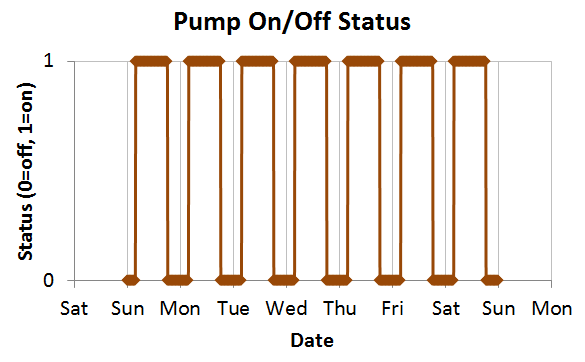 Pump On/Off Status
Status (0=off, 1=on)
1
0
Sat Sun Mon Tue Wed Thu Fri Sat Sun Mon
Date